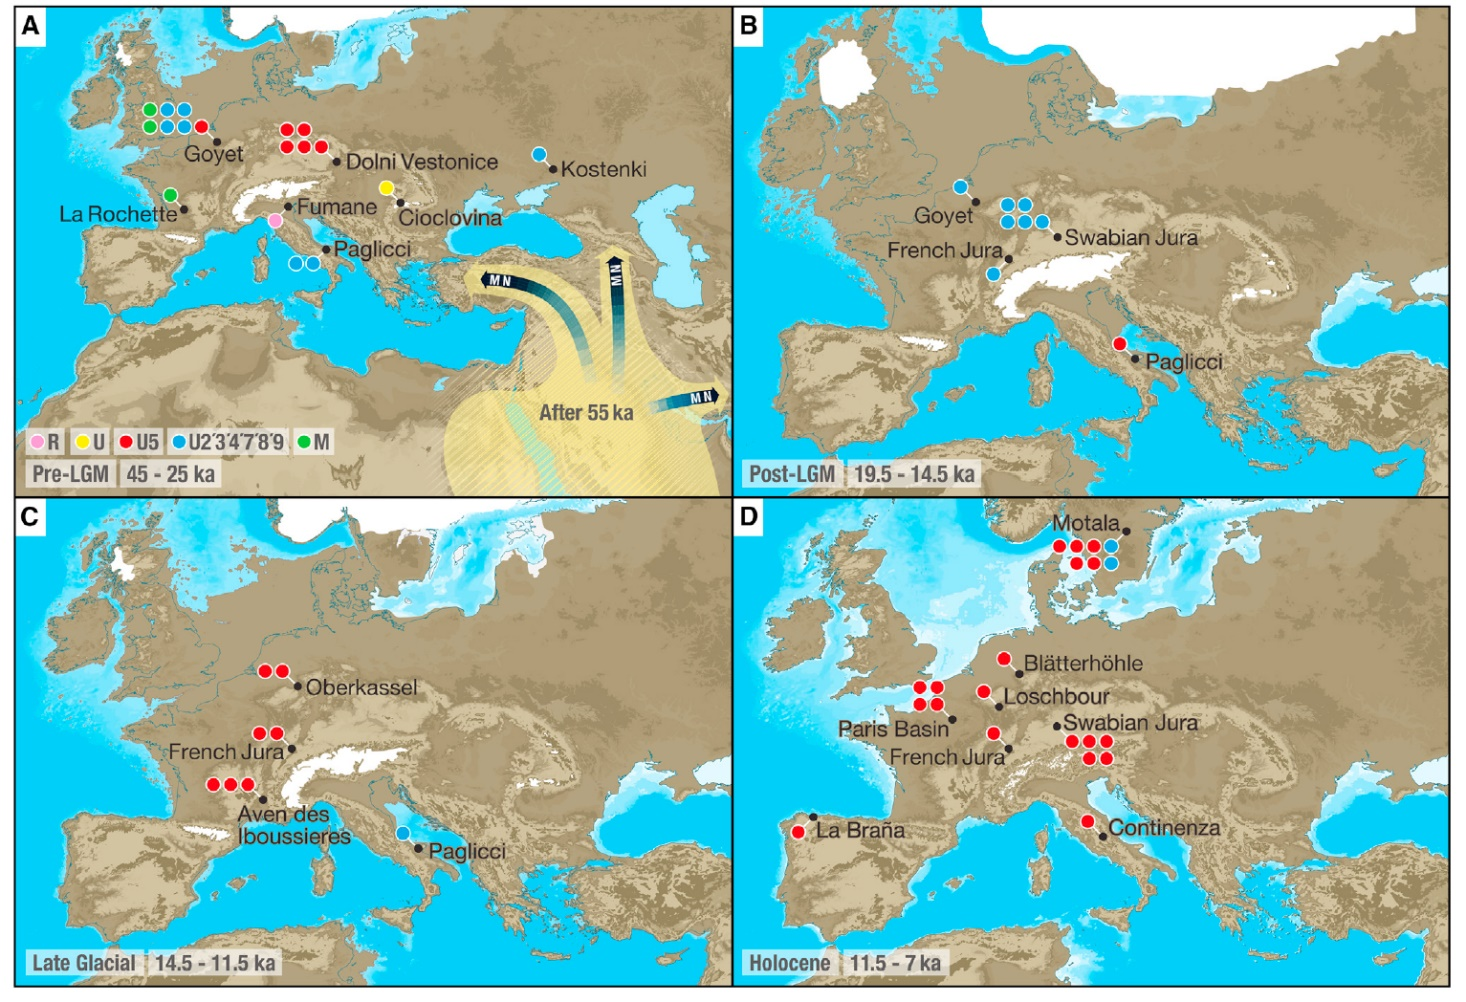 A
Goyet
Dolni Vestonice
Kostenki
La Rochette
Fumane
Cioclovina
Paglicci
MN
MN
MN
After 55 ka
R U U5 U2'3'4'7'8'9 M
Pre-LGM 45 - 25 ka
B
Goyet
French Jura
Swabian Jura
Paglicci
Post-LGM 19.5 - 14.5 ka
C
Oberkassel
French Jura
Aven des
Iboussieres
Paglicci
Late Glacial 14.5 - 11.5 ka
D
Motala
Blätterhöhle
Loschbour
Paris Basin
Swabian Jura
French Jura
La Braña
Continenza
Holocene 11.5 - 7 ka